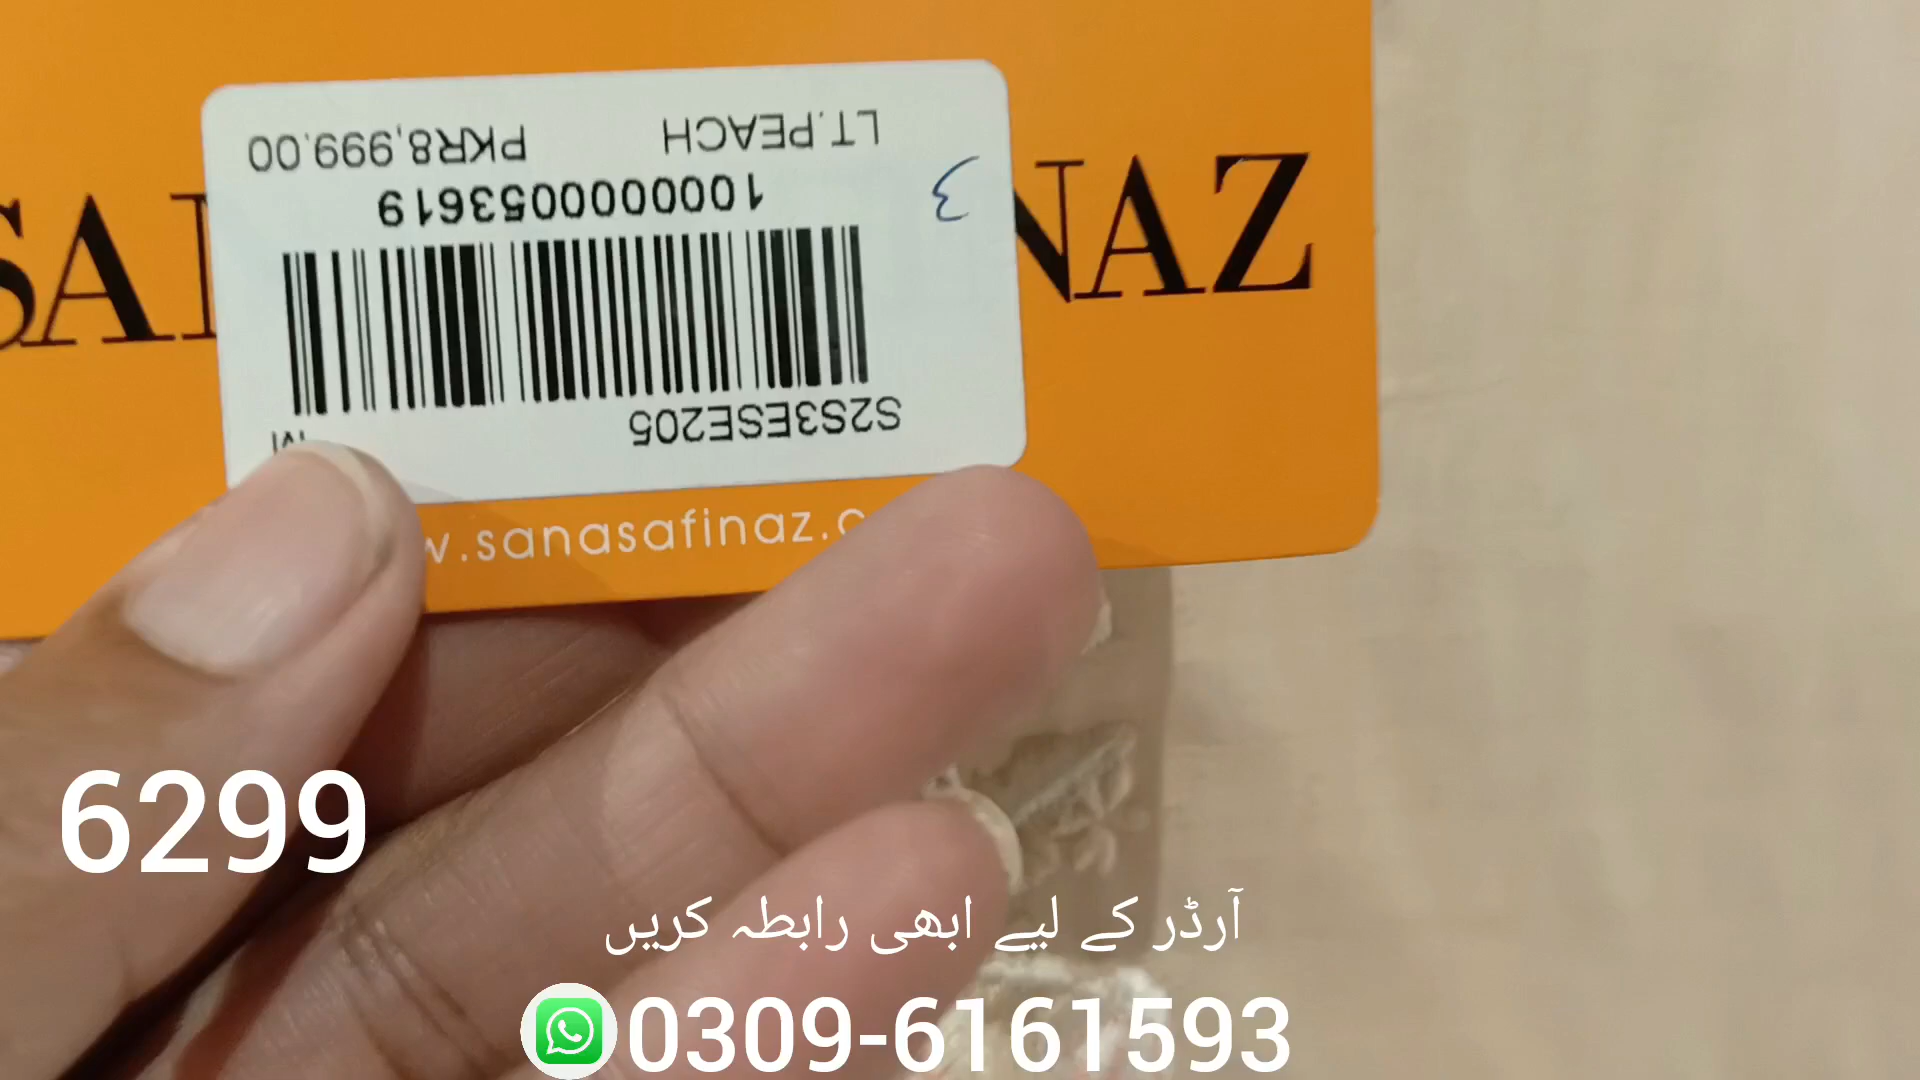 SA NAZ
S2S3ESE205
1000000053619
LT.PEACH PKR8,999.00
w.sanasafinaz.c
6299
آرڈر کے لیے ابھی رابطہ کریں
0309-6161593